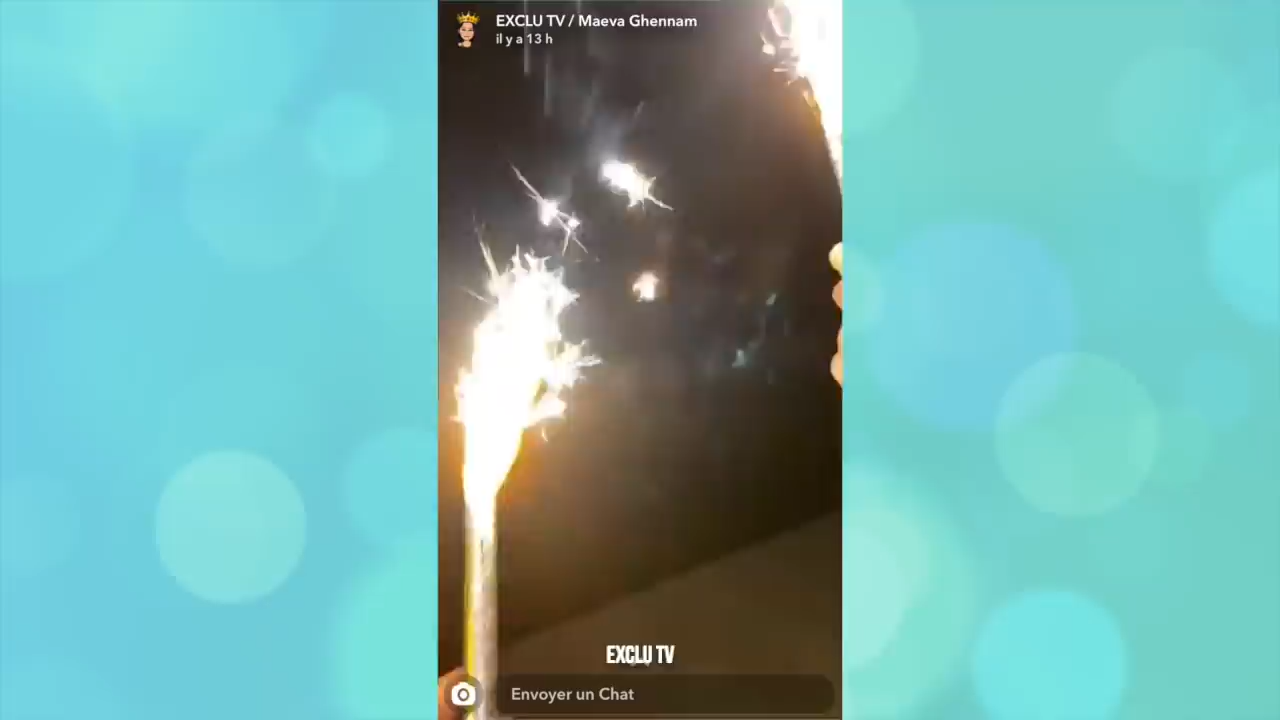 EXCLU TV / Maeva Ghennam
il y a 13 h
EXCLU TV
Envoyer un Chat